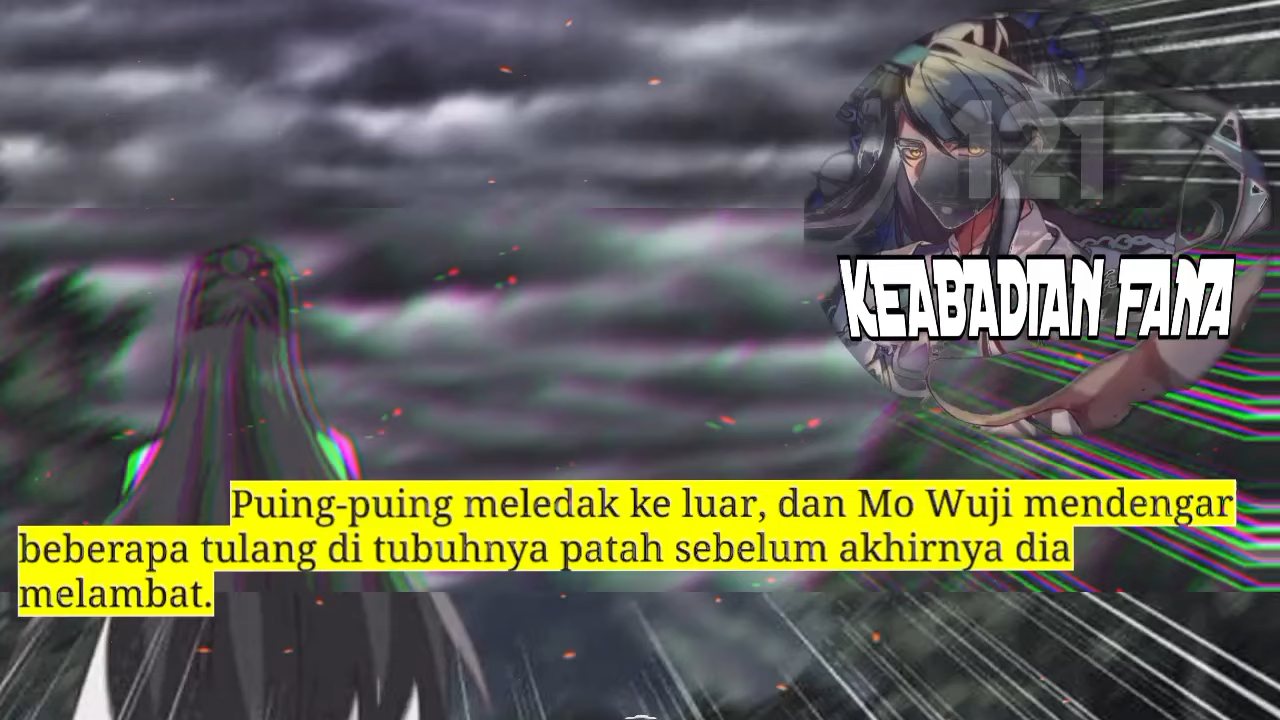 121
KEABADIAN FANA
Puing-puing meledak ke luar, dan Mo Wuji mendengar
beberapa tulang di tubuhnya patah sebelum akhirnya dia
melambat.